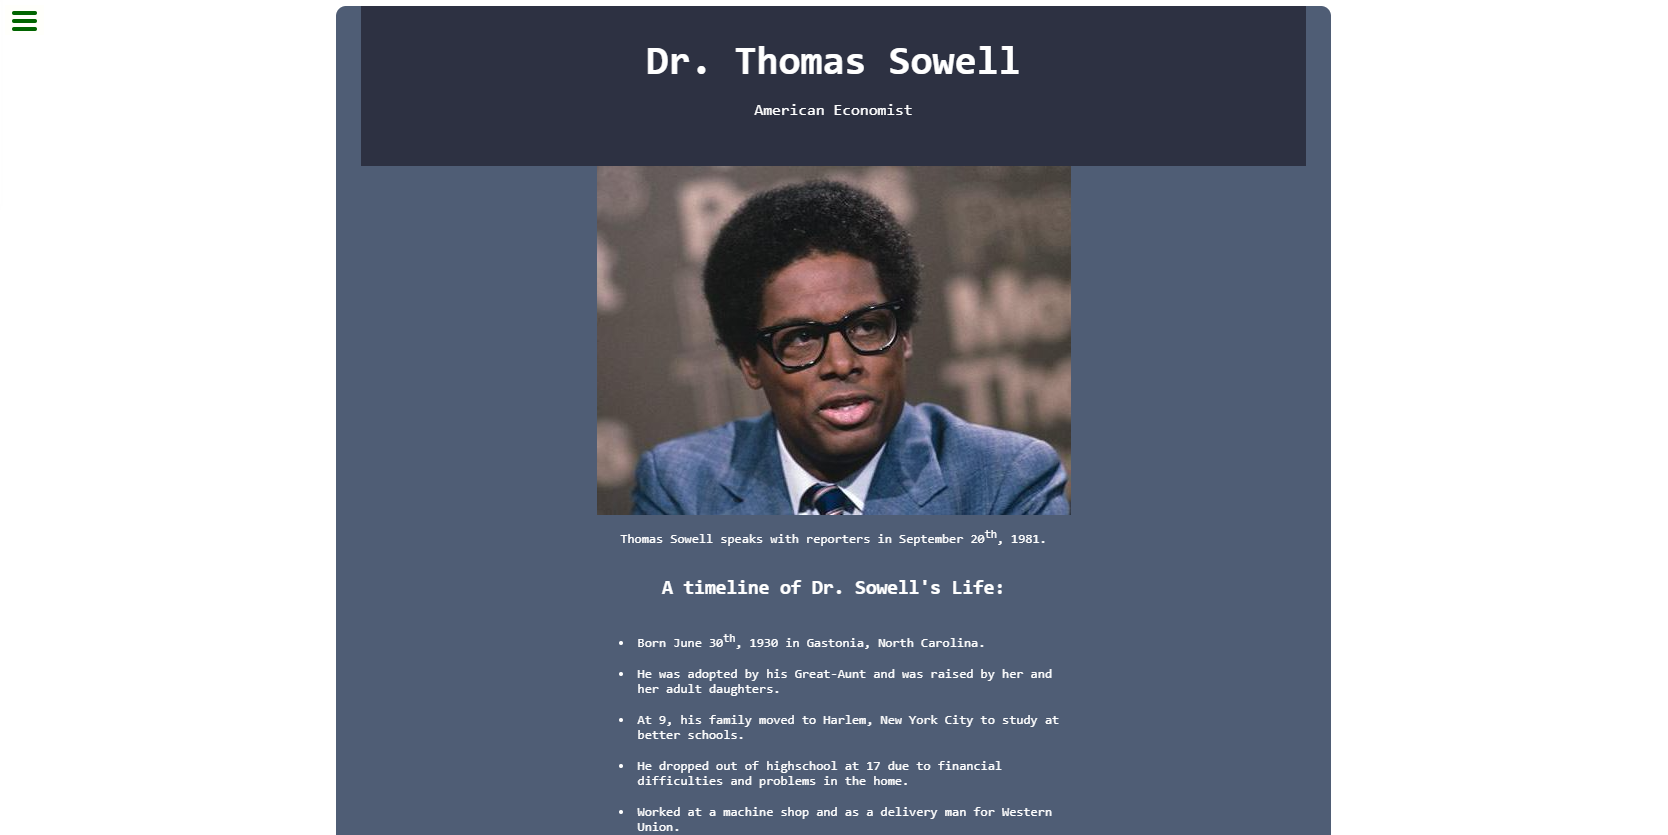 Dr. Thomas Sowell
American Economist
Thomas Sowell speaks with reporters in September 20th, 1981.
A timeline of Dr. Sowell's Life:
• Born June 30th, 1930 in Gastonia, North Carolina.
• He was adopted by his Great-Aunt and was raised by her and
her adult daughters.
• At 9, his family moved to Harlem, New York City to study at
better schools.
• He dropped out of highschool at 17 due to financial
difficulties and problems in the home.
• Worked at a machine shop and as a delivery man for Western
Union.